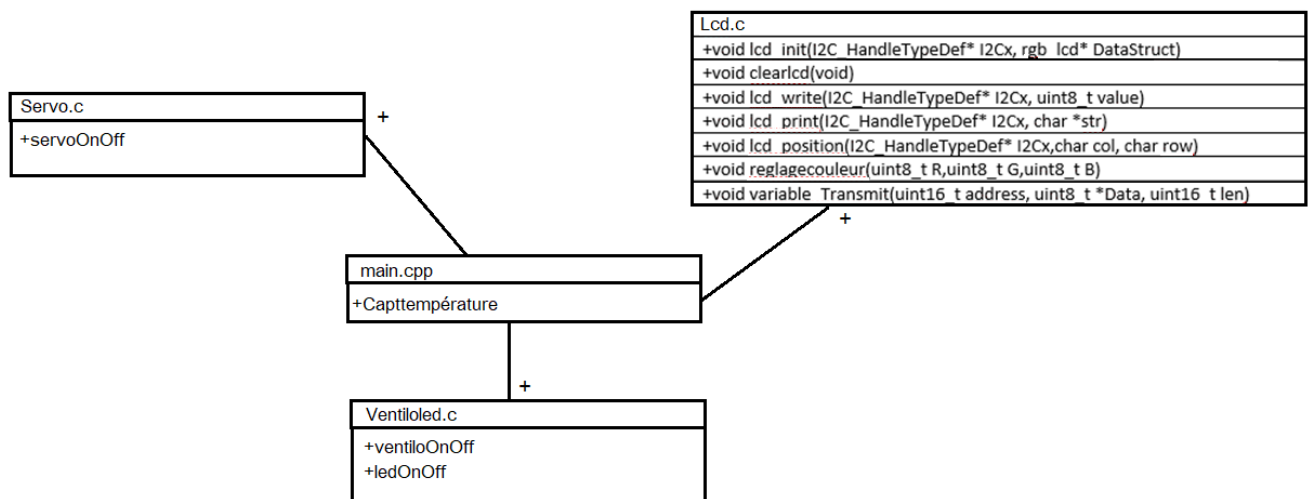 Lcd.c
+void lcd_init(I2C_HandleTypeDef* I2Cx, rgb_lcd* DataStruct)
+void clearlcd(void)
+void lcd_write(I2C_HandleTypeDef* I2Cx, uint8_t value)
+void lcd_print(I2C_HandleTypeDef* I2Cx, char *str)
+void lcd_position(I2C_HandleTypeDef* I2Cx,char col, char row)
+void reglagecouleur(uint8_t R,uint8_t G,uint8_t B)
+void variable_Transmit(uint16_t address, uint8_t *Data, uint16_t len)
+
Servo.c
+servoOnOff
+
main.cpp
+Capttempérature
+
Ventiloled.c
+ventiloOnOff
+ledOnOff